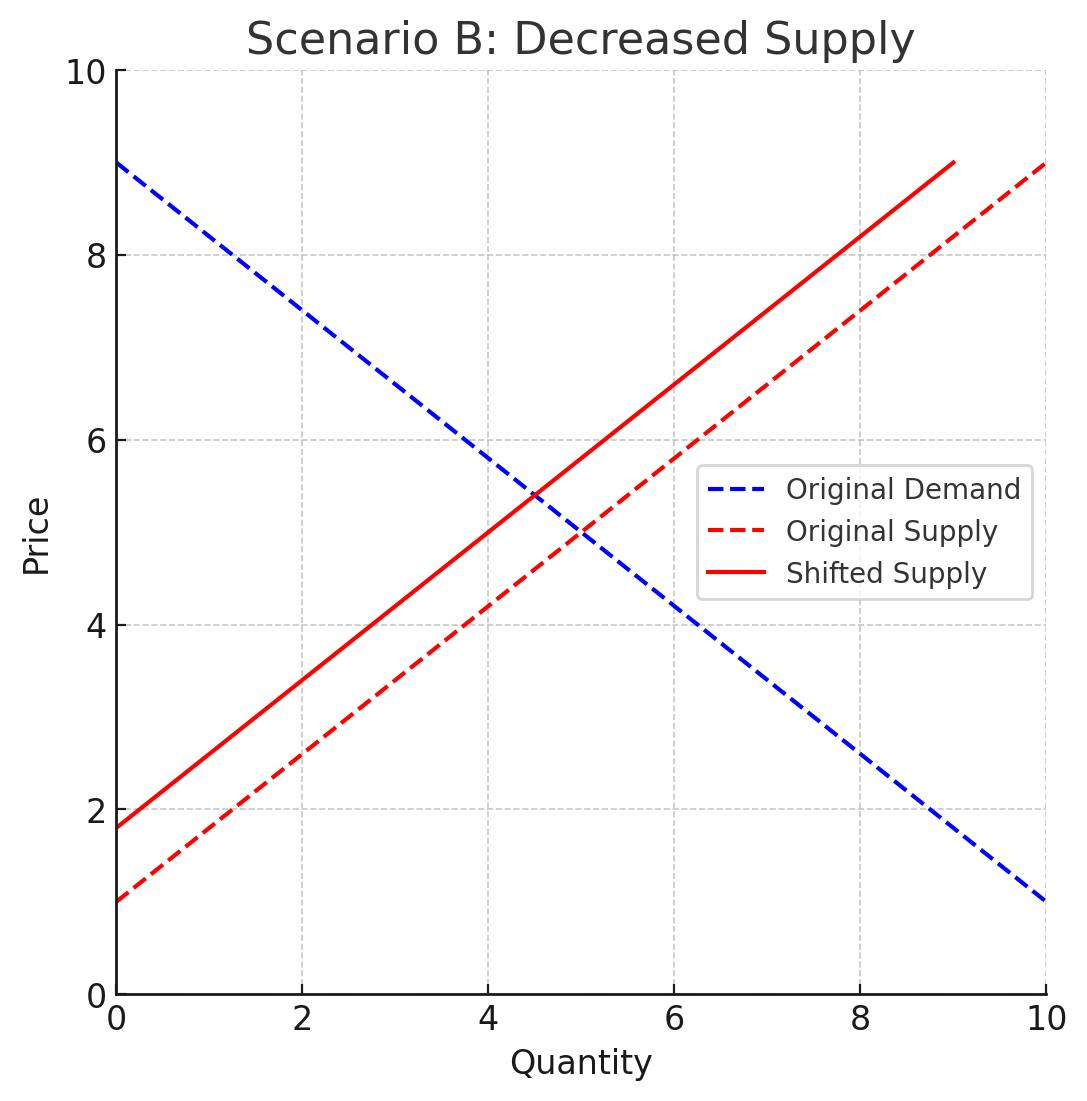 Scenario B: Decreased Supply
10
8
6
4
2
0
Price
Original Demand
Original Supply
Shifted Supply
0 2 4 6 8 10
Quantity